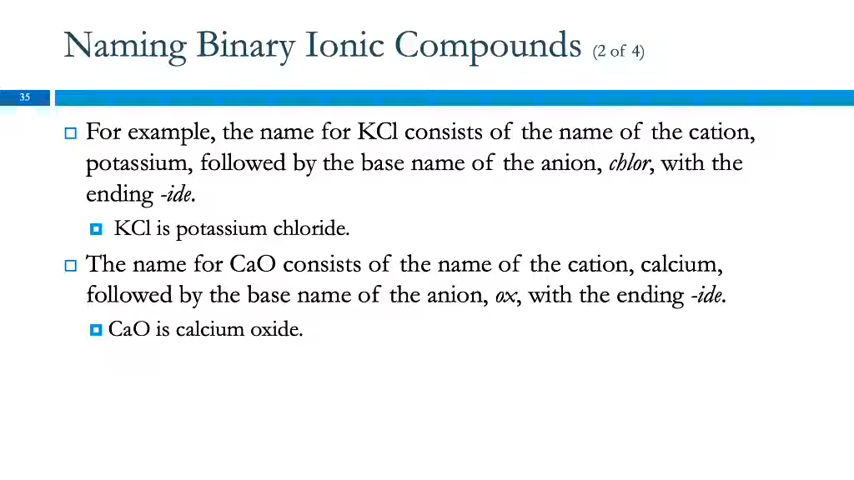 Naming Binary Ionic Compounds (2 of 4)
35
For example, the name for KCl consists of the name of the cation,
potassium, followed by the base name of the anion, chlor, with the
ending -ide.
KCl is potassium chloride.
The name for CaO consists of the name of the cation, calcium,
followed by the base name of the anion, ox, with the ending -ide.
CaO is calcium oxide.